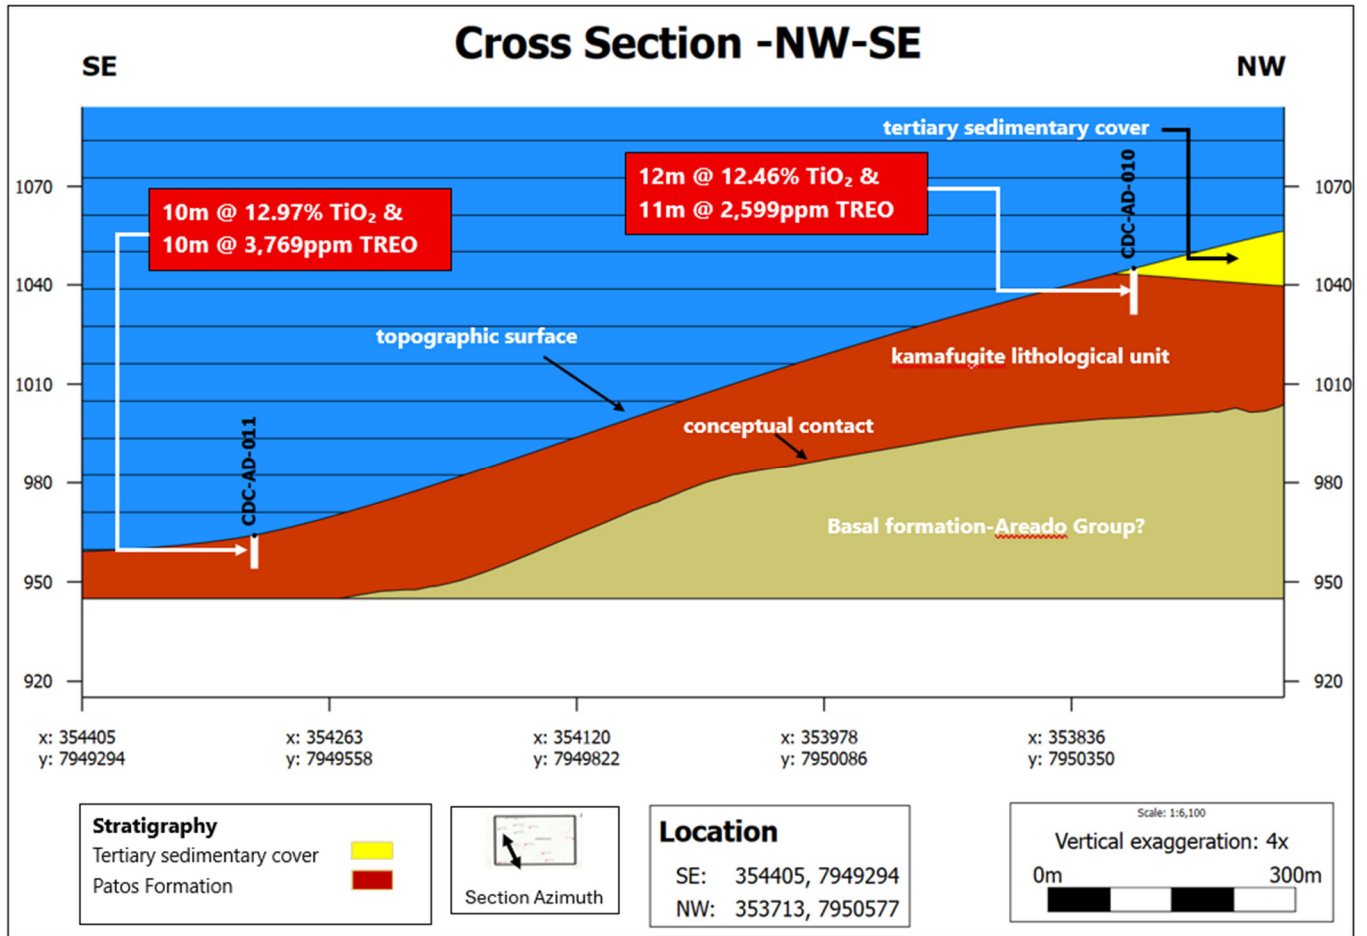 Cross Section -NW-SE
SE
NW
tertiary sedimentary cover
12m @ 12.46% TiO₂ &
11m @ 2,599ppm TREO
CDC-AD-010
10m @ 12.97% TiO₂ &
10m @ 3,769ppm TREO
topographic surface
kamafugite lithological unit
conceptual contact
CDC-AD-011
Basal formation-Areado Group?
1070
1040
1010
980
950
920
1070
1040
1010
980
950
920
x: 354405
y: 7949294
x: 354263
y: 7949558
x: 354120
y: 7949822
x: 353978
y: 7950086
x: 353836
y: 7950350
Stratigraphy
Tertiary sedimentary cover
Patos Formation
Section Azimuth
Location
SE: 354405, 7949294
NW: 353713, 7950577
Scale: 1:6,100
Vertical exaggeration: 4x
0m 300m